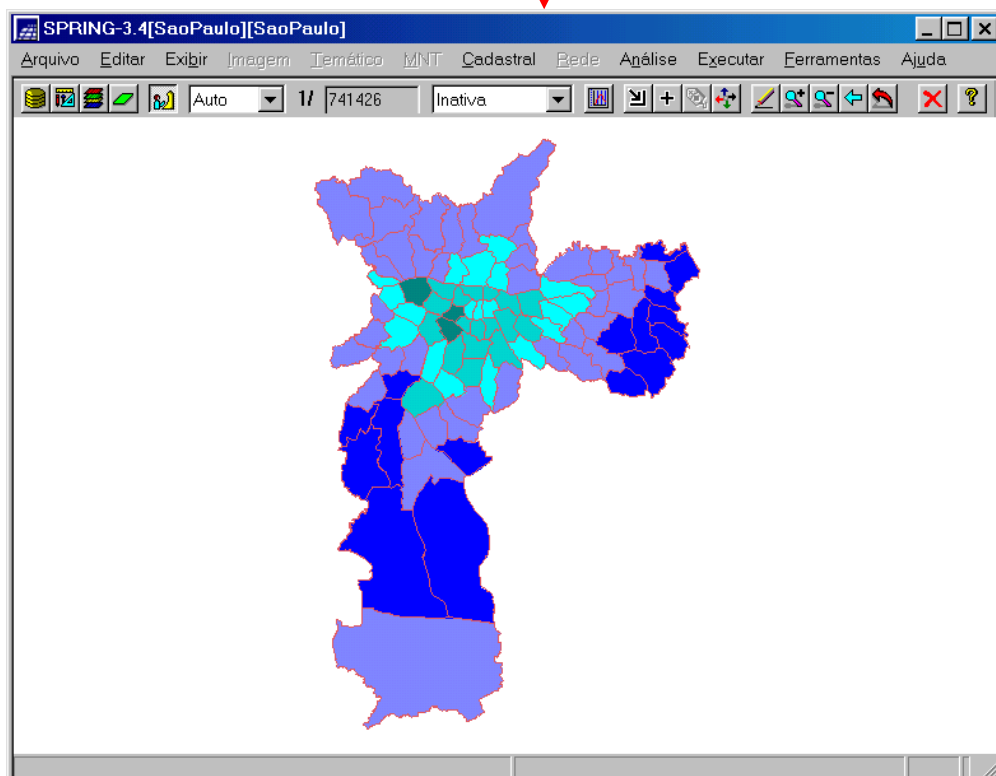 SPRING-3.4[SaoPaulo][SaoPaulo]
Arquivo Editar Exibir Imagem Temático MNT Cadastral Rede Análise Executar Ferramentas Ajuda
Auto 1/ 741426 Inativa